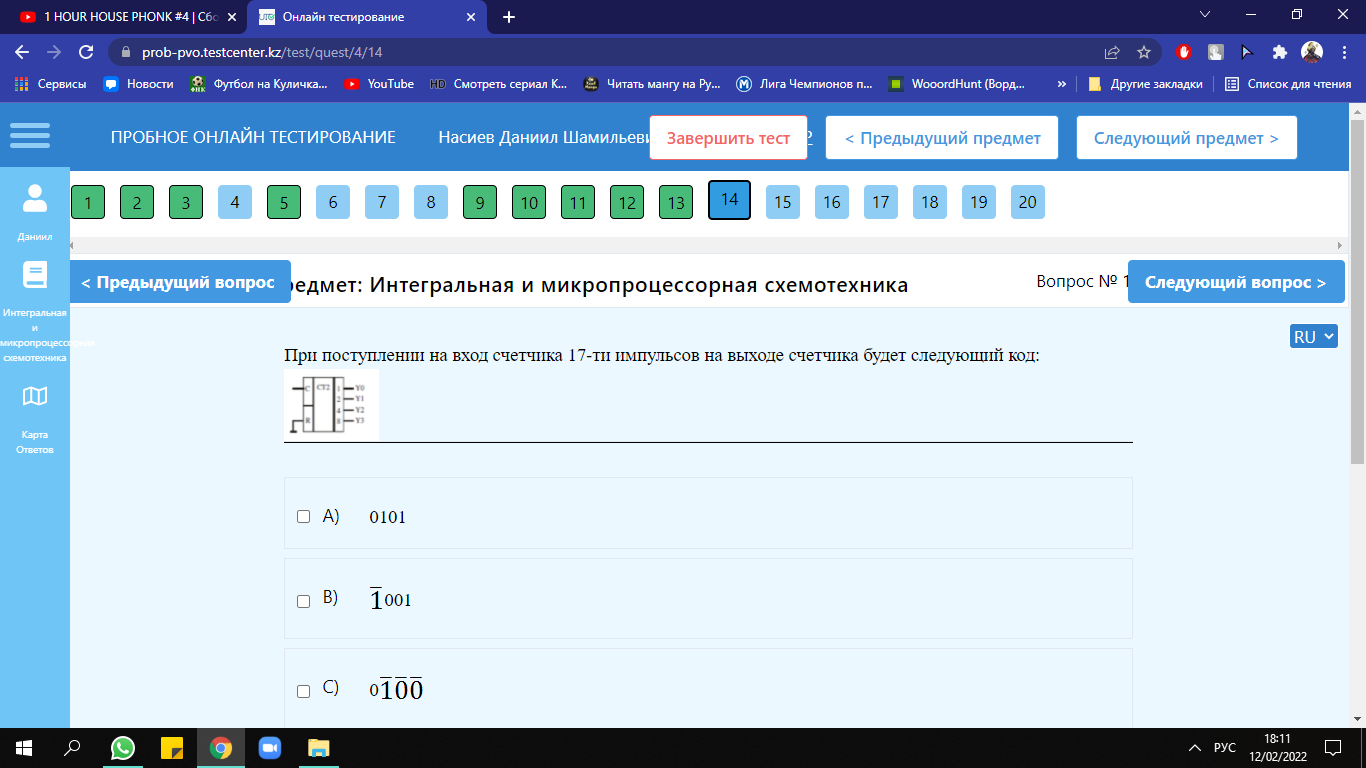 1 HOUR HOUSE PHONK #4 | Сбо
Онлайн тестирование
prob-pvo.testcenter.kz/test/quest/4/14
Сервисы Новости Футбол на Куличка... YouTube HD Смотреть сериал К... Читать мангу на Ру... Лига Чемпионов п... WooordHunt (Ворд... » Другие закладки Список для чтения
ПРОБНОЕ ОНЛАЙН ТЕСТИРОВАНИЕ Насиев Даниил Шамильеви Завершить тест 2 < Предыдущий предмет Следующий предмет >
1 2 3 4 5 6 7 8 9 10 11 12 13 14 15 16 17 18 19 20
Даниил
Интегральная
и
микропроцессорная
схемотехника
Карта
Ответов
< Предыдущий вопрос редмет: Интегральная и микропроцессорная схемотехника Вопрос № 1 Следующий вопрос >
RU
При поступлении на вход счетчика 17-ти импульсов на выходе счетчика будет следующий код:
C CT2 1 Y0
2 Y1
4 Y2
R 8 Y3
A) 0101
B) 1̅001
C) 01̅0̅0̅
РУС
18:11
12/02/2022